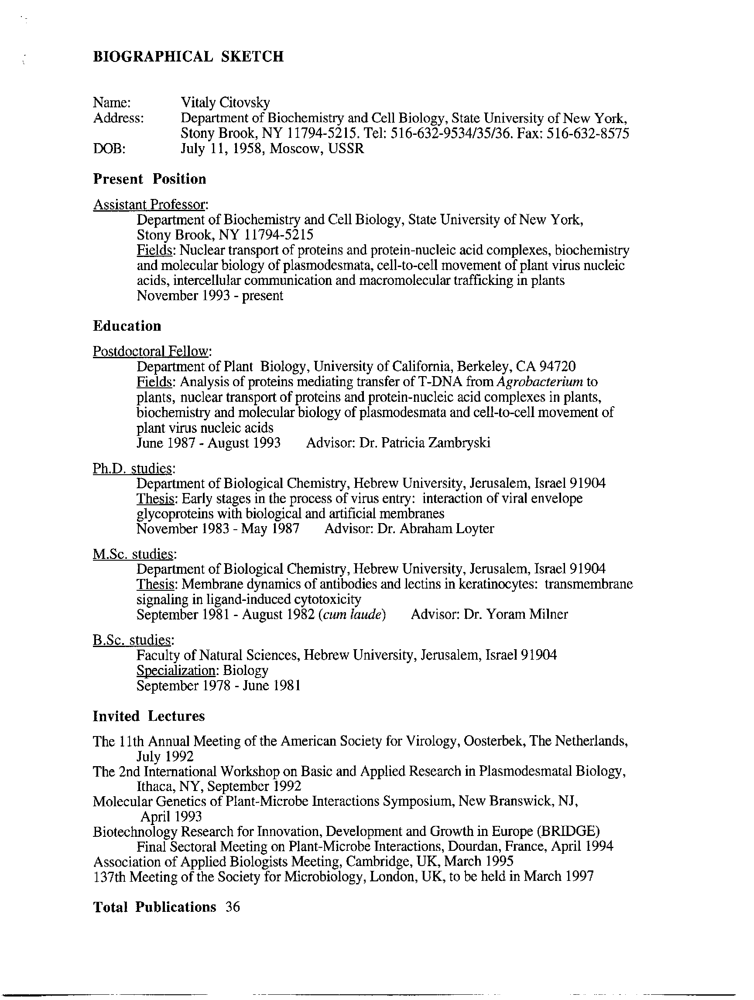 BIOGRAPHICAL SKETCH
Name: Vitaly Citovsky
Address: Department of Biochemistry and Cell Biology, State University of New York,
Stony Brook, NY 11794-5215. Tel: 516-632-9534/35/36. Fax: 516-632-8575
DOB: July 11, 1958, Moscow, USSR
Present Position
Assistant Professor:
Department of Biochemistry and Cell Biology, State University of New York,
Stony Brook, NY 11794-5215
Fields: Nuclear transport of proteins and protein-nucleic acid complexes, biochemistry
and molecular biology of plasmodesmata, cell-to-cell movement of plant virus nucleic
acids, intercellular communication and macromolecular trafficking in plants
November 1993 - present
Education
Postdoctoral Fellow:
Department of Plant Biology, University of California, Berkeley, CA 94720
Fields: Analysis of proteins mediating transfer of T-DNA from Agrobacterium to
plants, nuclear transport of proteins and protein-nucleic acid complexes in plants,
biochemistry and molecular biology of plasmodesmata and cell-to-cell movement of
plant virus nucleic acids
June 1987 - August 1993 Advisor: Dr. Patricia Zambryski
Ph.D. studies:
Department of Biological Chemistry, Hebrew University, Jerusalem, Israel 91904
Thesis: Early stages in the process of virus entry: interaction of viral envelope
glycoproteins with biological and artificial membranes
November 1983 - May 1987 Advisor: Dr. Abraham Loyter
M.Sc. studies:
Department of Biological Chemistry, Hebrew University, Jerusalem, Israel 91904
Thesis: Membrane dynamics of antibodies and lectins in keratinocytes: transmembrane
signaling in ligand-induced cytotoxicity
September 1981 - August 1982 (cum laude) Advisor: Dr. Yoram Milner
B.Sc. studies:
Faculty of Natural Sciences, Hebrew University, Jerusalem, Israel 91904
Specialization: Biology
September 1978 - June 1981
Invited Lectures
The 11th Annual Meeting of the American Society for Virology, Oosterbek, The Netherlands,
July 1992
The 2nd International Workshop on Basic and Applied Research in Plasmodesmatal Biology,
Ithaca, NY, September 1992
Molecular Genetics of Plant-Microbe Interactions Symposium, New Branswick, NJ,
April 1993
Biotechnology Research for Innovation, Development and Growth in Europe (BRIDGE)
Final Sectoral Meeting on Plant-Microbe Interactions, Dourdan, France, April 1994
Association of Applied Biologists Meeting, Cambridge, UK, March 1995
137th Meeting of the Society for Microbiology, London, UK, to be held in March 1997
Total Publications 36